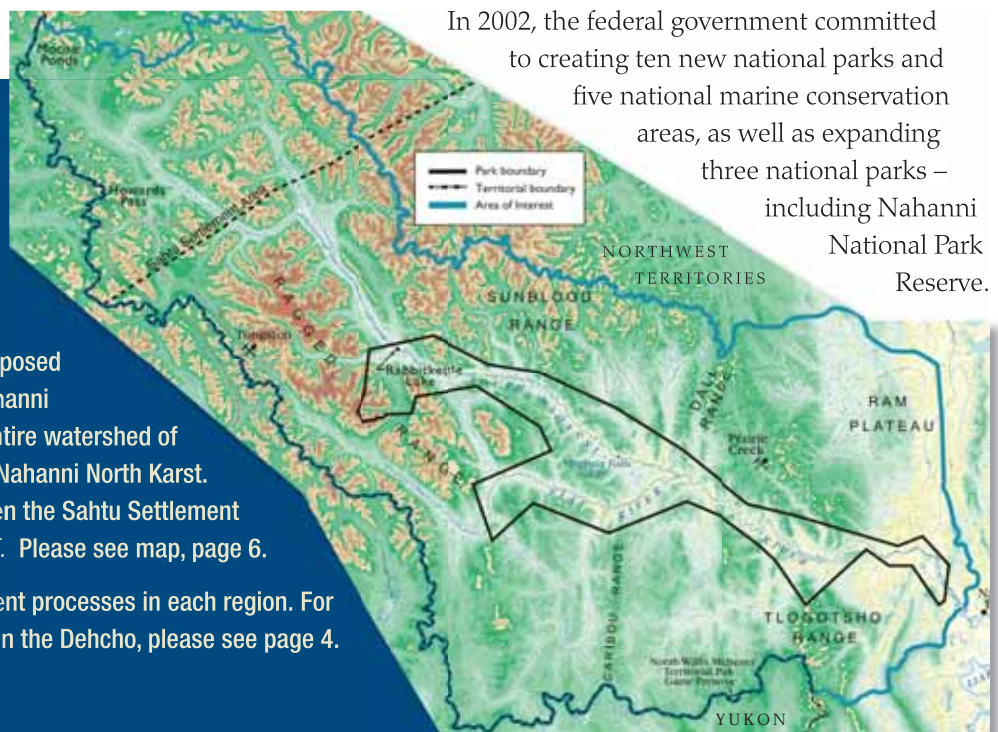 In 2002, the federal government committed
to creating ten new national parks and
five national marine conservation
areas, as well as expanding
three national parks –
including Nahanni
National Park
Reserve.
Moose
Ponds
Howards
Pass
Sahtu Settlement Area
Park boundary
Territorial boundary
Area of Interest
NORTHWEST
TERRITORIES
SUNBLOOD
RANGE
RAGGED
RANGE
Tungsten
Rabbitkettle
Lake
DALL
RANGE
RAM
PLATEAU
Prairie
Creek
FLAT
RIVER
CARIBOU RANGE
TLOGOTSHO
RANGE
YUKON
posed
hanni
ntire watershed of
Nahanni North Karst.
en the Sahtu Settlement
. Please see map, page 6.
ent processes in each region. For
in the Dehcho, please see page 4.